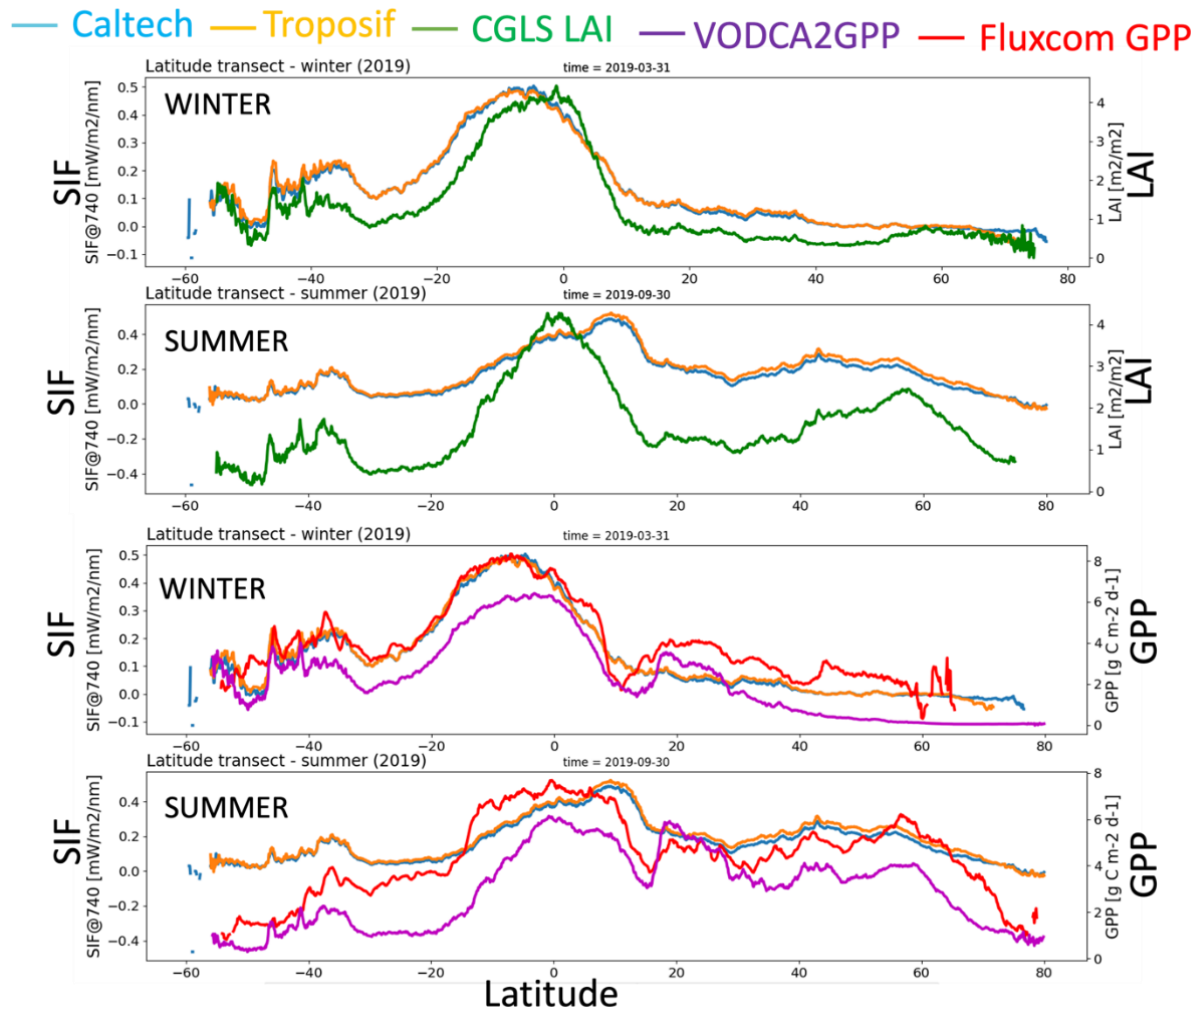 Caltech Troposif CGLS LAI VODCA2GPP Fluxcom GPP
Latitude transect - winter (2019) time = 2019-03-31
WINTER
SIF
SIF@740 [mW/m2/nm]
0.5
0.4
0.3
0.2
0.1
0.0
−0.1
4
3
2
1
0
LAI [m2/m2]
LAI
−60 −40 −20 0 20 40 60 80
Latitude transect - summer (2019) time = 2019-09-30
SUMMER
SIF
SIF@740 [mW/m2/nm]
0.4
0.2
0.0
−0.2
−0.4
4
3
2
1
0
LAI [m2/m2]
LAI
−60 −40 −20 0 20 40 60 80
Latitude transect - winter (2019) time = 2019-03-31
WINTER
SIF
SIF@740 [mW/m2/nm]
0.5
0.4
0.3
0.2
0.1
0.0
−0.1
8
6
4
2
0
GPP [g C m-2 d-1]
GPP
−60 −40 −20 0 20 40 60 80
Latitude transect - summer (2019) time = 2019-09-30
SUMMER
SIF
SIF@740 [mW/m2/nm]
0.4
0.2
0.0
−0.2
−0.4
8
6
4
2
0
GPP [g C m-2 d-1]
GPP
−60 −40 −20 0 20 40 60 80
Latitude